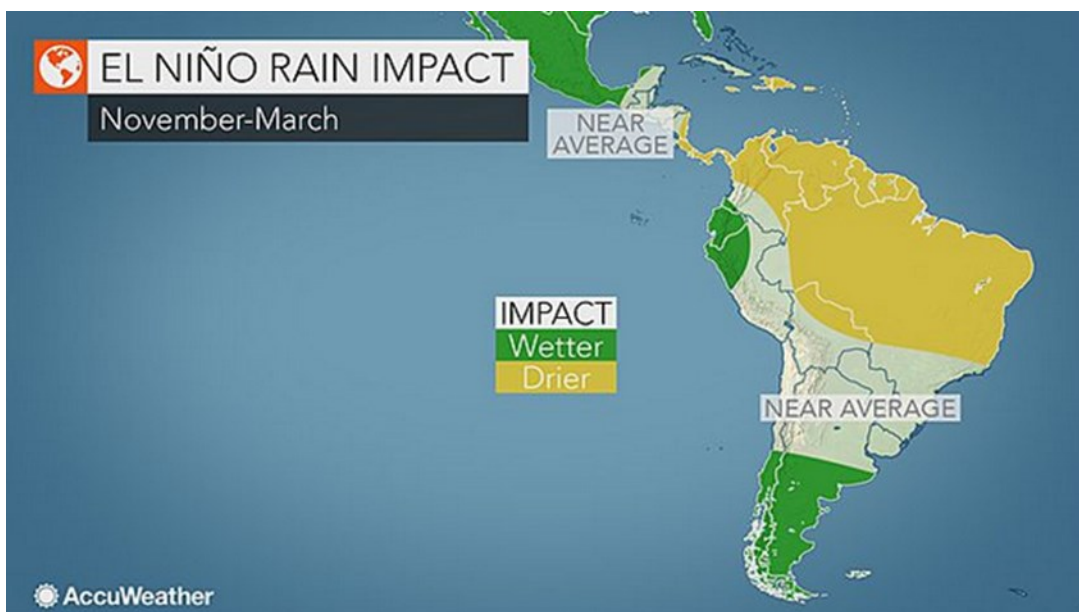 EL NIÑO RAIN IMPACT
November-March
NEAR
AVERAGE
IMPACT
Wetter
Drier
NEAR AVERAGE
AccuWeather